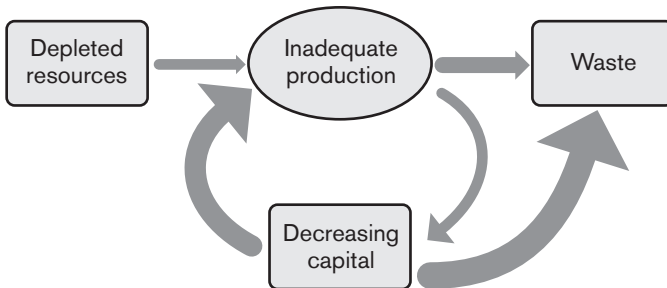 Depleted
resources
Inadequate
production
Waste
Decreasing
capital